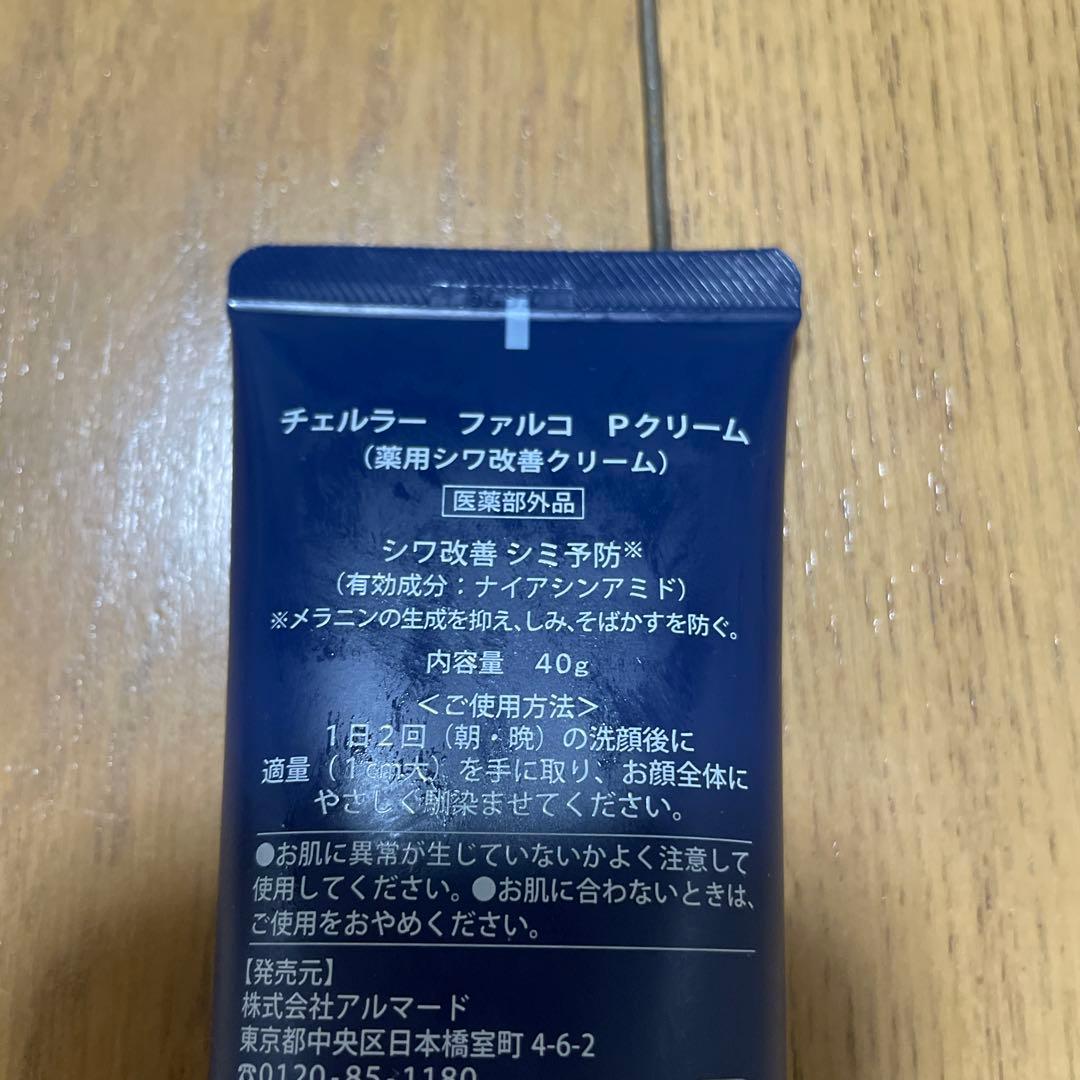 チェルラー ファルコ Pクリーム
（薬用シワ改善クリーム）
医薬部外品
シワ改善 シミ予防※
（有効成分：ナイアシンアミド）
※メラニンの生成を抑え、しみ、そばかすを防ぐ。
内容量 40g
＜ご使用方法＞
1日2回（朝・晩）の洗顔後に
適量（1cm大）を手に取り、お顔全体に
やさしく馴染ませてください。
●お肌に異常が生じていないかよく注意して
使用してください。●お肌に合わないときは、
ご使用をおやめください。
【発売元】
株式会社アルマード
東京都中央区日本橋室町 4-6-2
☎0120-85-1180